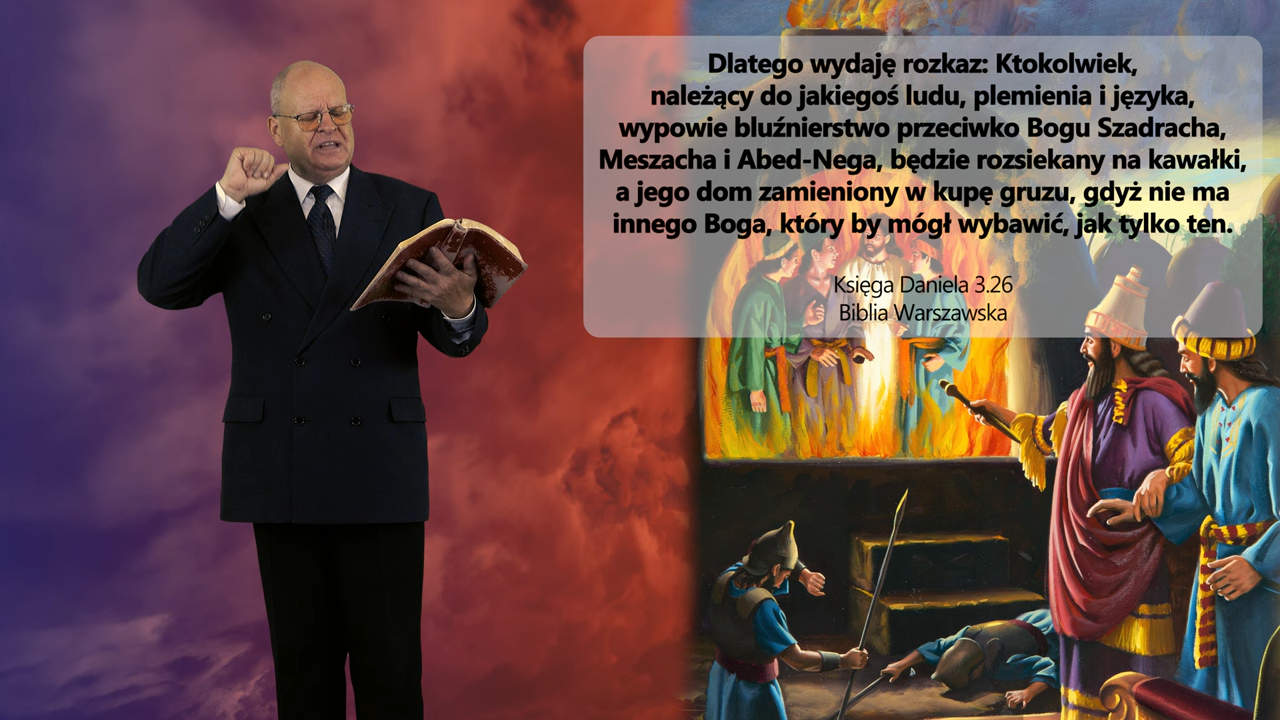 Dlatego wydaję rozkaz: Ktokolwiek,
należący do jakiegoś ludu, plemienia i języka,
wypowie bluźnierstwo przeciwko Bogu Szadracha,
Meszacha i Abed-Nega, będzie rozsiekany na kawałki,
a jego dom zamieniony w kupę gruzu, gdyż nie ma
innego Boga, który by mógł wybawić, jak tylko ten.
Księga Daniela 3.26
Biblia Warszawska